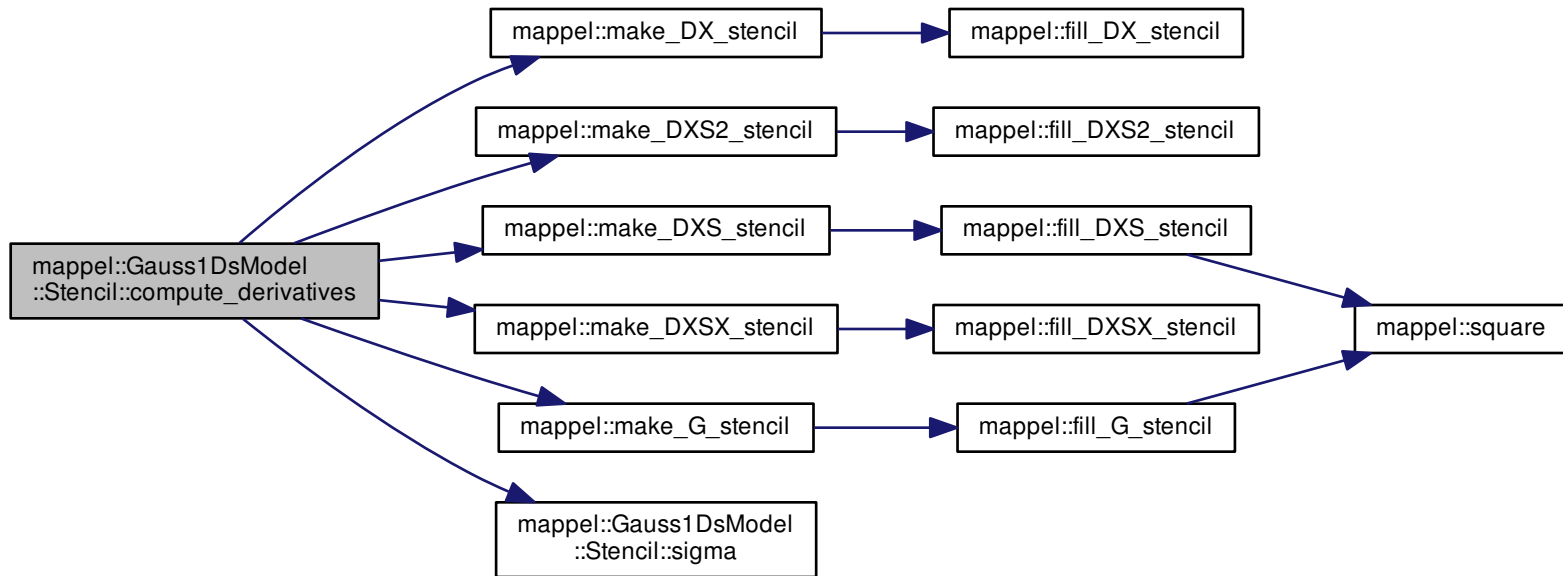 mappel::make_DX_stencil
mappel::fill_DX_stencil
mappel::make_DXS2_stencil
mappel::fill_DXS2_stencil
mappel::make_DXS_stencil
mappel::fill_DXS_stencil
mappel::Gauss1DsModel
::Stencil::compute_derivatives
mappel::make_DXSX_stencil
mappel::fill_DXSX_stencil
mappel::square
mappel::make_G_stencil
mappel::fill_G_stencil
mappel::Gauss1DsModel
::Stencil::sigma